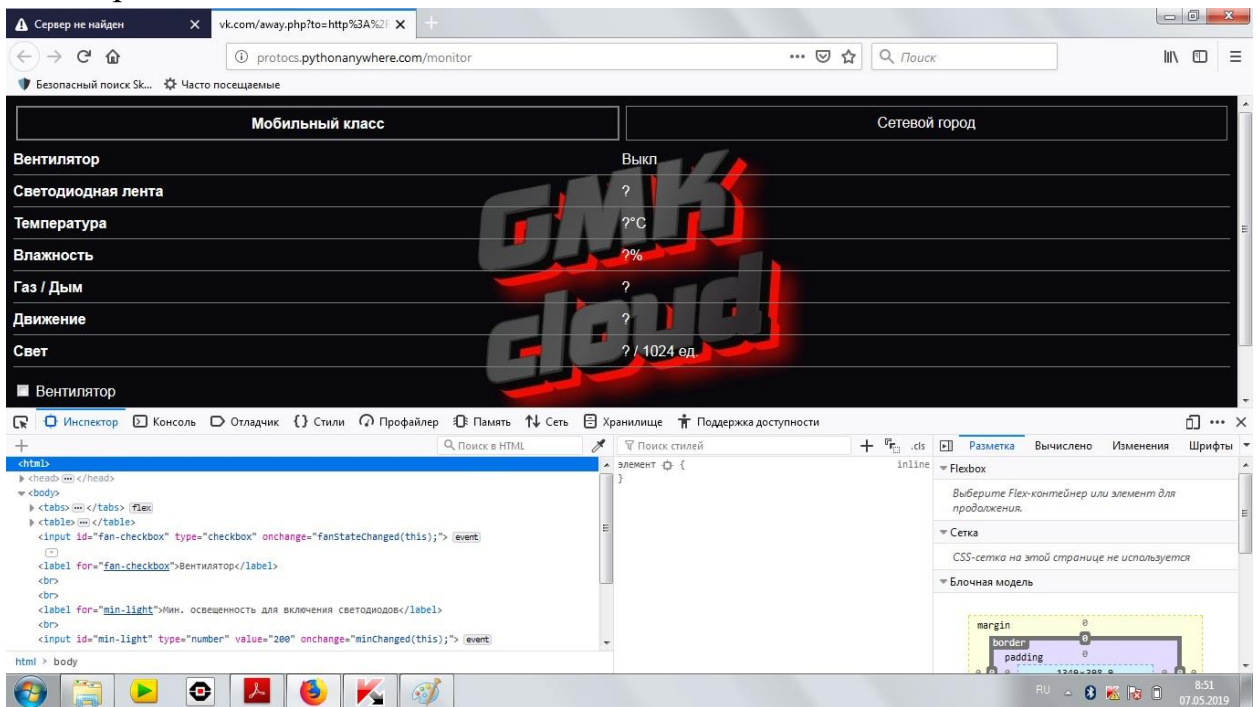 Сервер не найден
vk.com/away.php?to=http%3A%2F
protocs.pythonanywhere.com/monitor
Поиск
Безопасный поиск Sk... Часто посещаемые
Мобильный класс Сетевой город
Вентилятор Выкл
Светодиодная лента ?
Температура ?°C
Влажность ?%
Газ / Дым ?
Движение ?
Свет ? / 1024 ед.
Вентилятор
GMK
cloud
Инспектор Консоль Отладчик {} Стили Профайлер Память Сеть Хранилище Поддержка доступности
Поиск в HTML
Поиск стилей
.cls
Разметка Вычислено Изменения Шрифты
<html>
<head> </head>
<body>
<tabs> </tabs> flex
<table> </table>
<input id="fan-checkbox" type="checkbox" onchange="fanStateChanged(this);"> event
<label for="fan-checkbox">Вентилятор</label>
<br>
<br>
<label for="min-light">Мин. освещенность для включения светодиодов</label>
<br>
<input id="min-light" type="number" value="200" onchange="minChanged(this);"> event
html > body
элемент {
inline
}
Flexbox
Выберите Flex-контейнер или элемент для
продолжения.
Сетка
CSS-сетка на этой странице не используется
Блочная модель
margin 0
border 0
padding 0
RU
8:51
07.05.2019